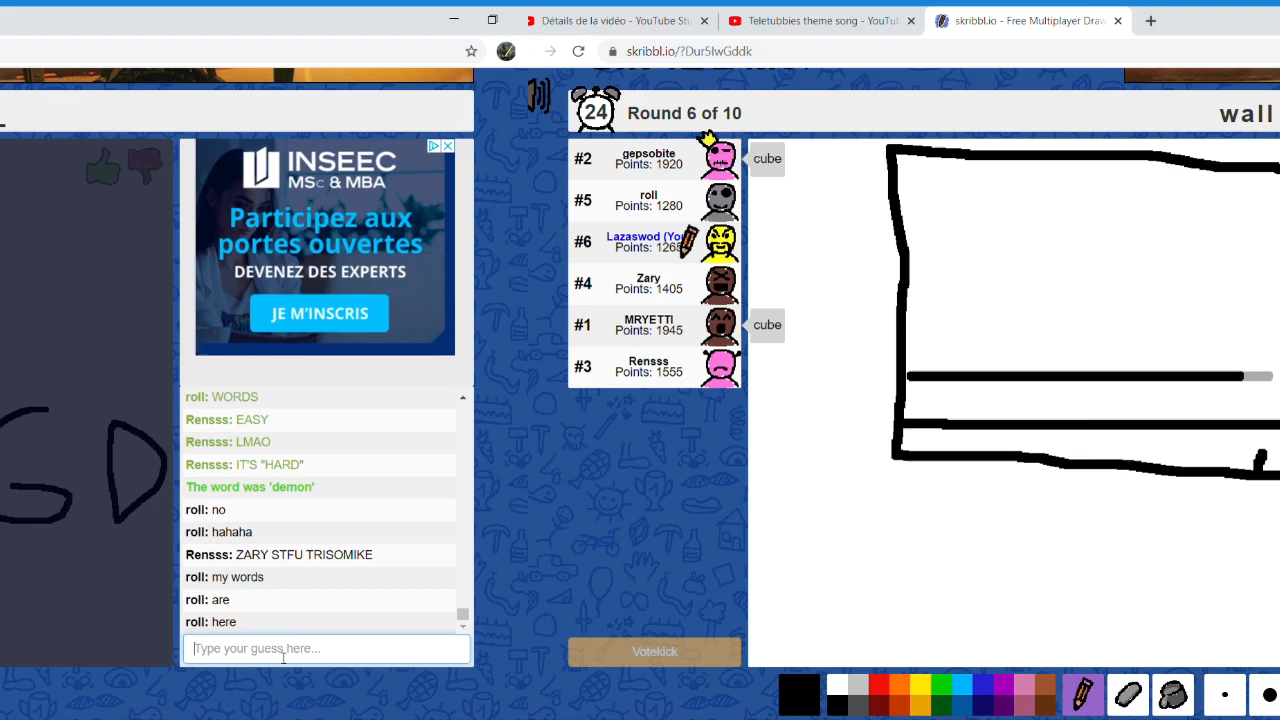 Détails de la vidéo - YouTube Stu
Teletubbies theme song - YouTu
skribbl.io - Free Multiplayer Draw
skribbl.io/?Dur5IwGddk
24
Round 6 of 10
wall
#2
gepsobite
Points: 1920
cube
#5
roll
Points: 1280
#6
Lazaswod (You
Points: 1265
#4
Zary
Points: 1405
#1
MRYETTI
Points: 1945
cube
#3
Rensss
Points: 1555
Votekick
INSEEC
MSc & MBA
Participez aux
portes ouvertes
DEVENEZ DES EXPERTS
JE M'INSCRIS
GD
roll: WORDS
Rensss: EASY
Rensss: LMAO
Rensss: IT'S "HARD"
The word was 'demon'
roll: no
roll: hahaha
Rensss: ZARY STFU TRISOMIKE
roll: my words
roll: are
roll: here
Type your guess here...